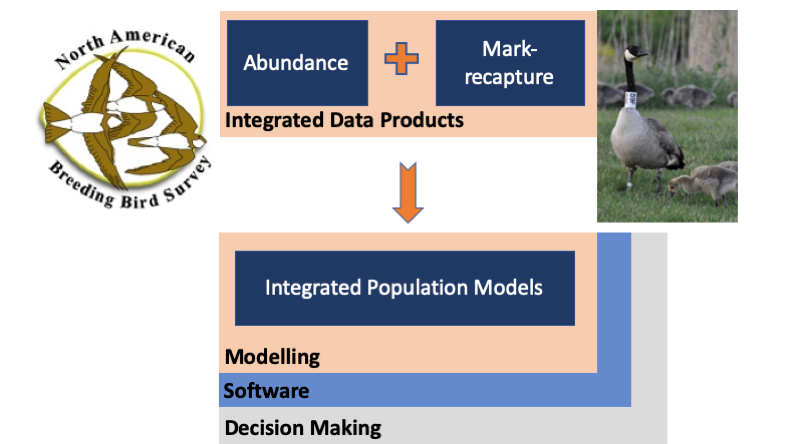 North American
Breeding Bird Survey
Abundance
Mark-
recapture
Integrated Data Products
Integrated Population Models
Modelling
Software
Decision Making